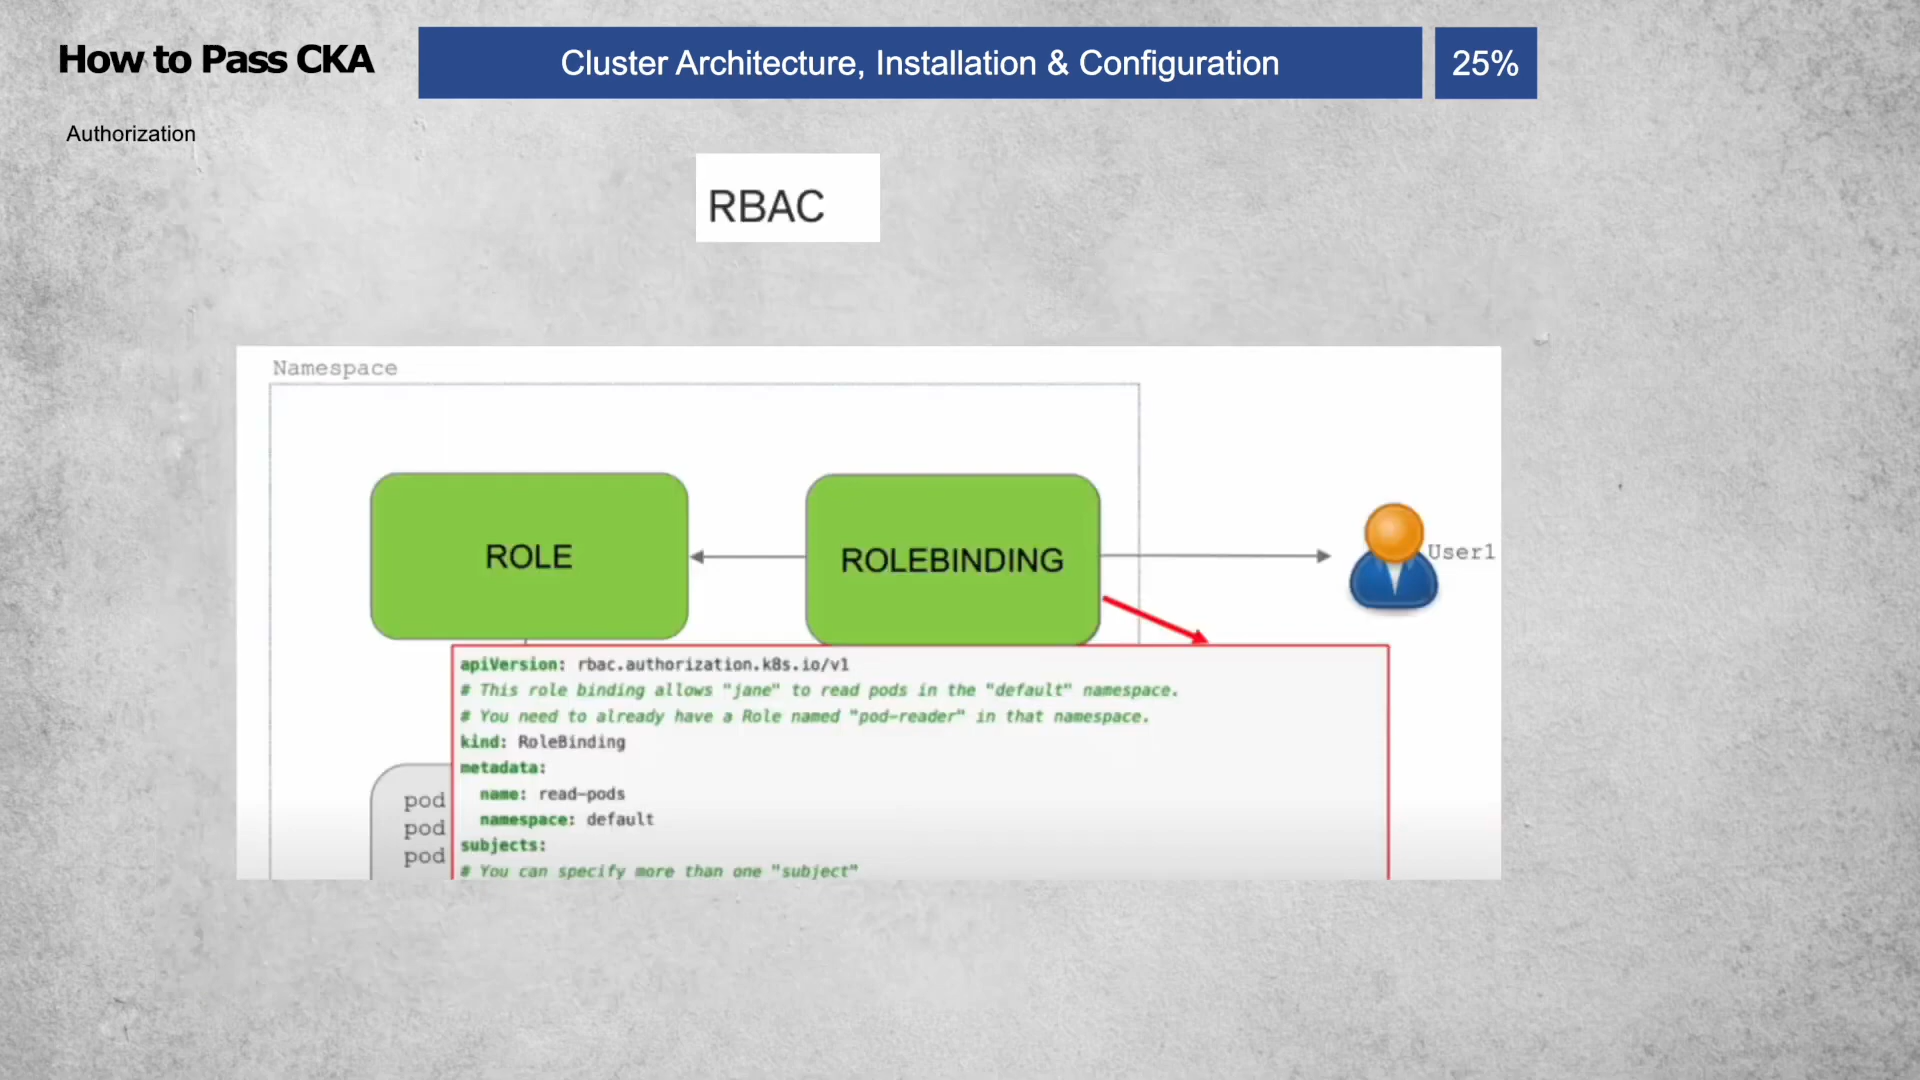 How to Pass CKA
Cluster Architecture, Installation & Configuration
25%
Authorization
RBAC
Namespace
ROLE
ROLEBINDING
User1
apiVersion: rbac.authorization.k8s.io/v1
# This role binding allows "jane" to read pods in the "default" namespace.
# You need to already have a Role named "pod-reader" in that namespace.
kind: RoleBinding
metadata:
name: read-pods
namespace: default
subjects:
# You can specify more than one "subject"
pod
pod
pod